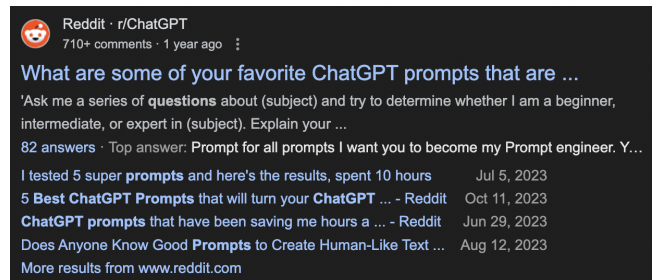 Reddit · r/ChatGPT
710+ comments · 1 year ago
What are some of your favorite ChatGPT prompts that are ...
'Ask me a series of questions about (subject) and try to determine whether I am a beginner,
intermediate, or expert in (subject). Explain your ...
82 answers · Top answer: Prompt for all prompts I want you to become my Prompt engineer. Y...
I tested 5 super prompts and here's the results, spent 10 hours Jul 5, 2023
5 Best ChatGPT Prompts that will turn your ChatGPT ... - Reddit Oct 11, 2023
ChatGPT prompts that have been saving me hours a ... - Reddit Jun 29, 2023
Does Anyone Know Good Prompts to Create Human-Like Text ... Aug 12, 2023
More results from www.reddit.com